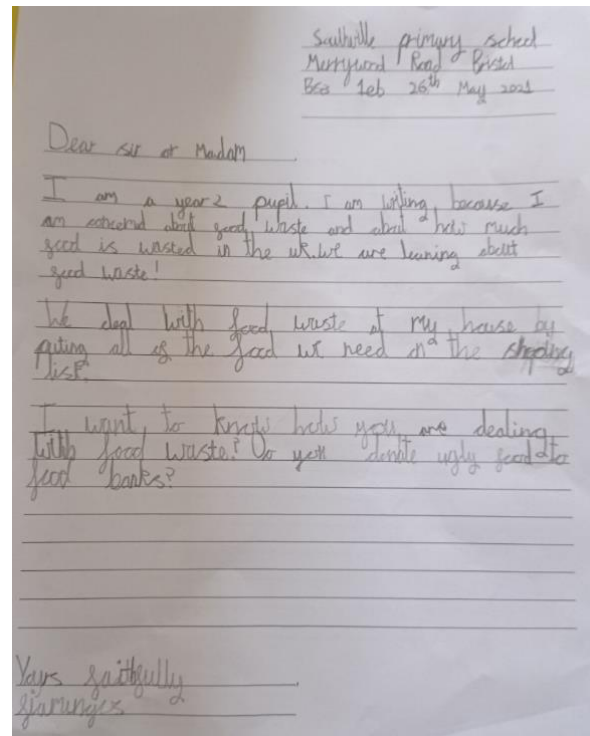 Southville primary school
Merrywood Road Bristol
BS3 1eb 26th May 2021
Dear sir or Madam
I am a year 2 pupil. I am writing because I
am concernd about food waste and about how much
food is wasted in the uk. We are leaning about
food waste!
We deal with food waste at my house by
puting all of the food we need on the shopping
list.
I want to know how you are dealing
with food waste? Do you donate ugly food to
food banks?
Yours faithfully